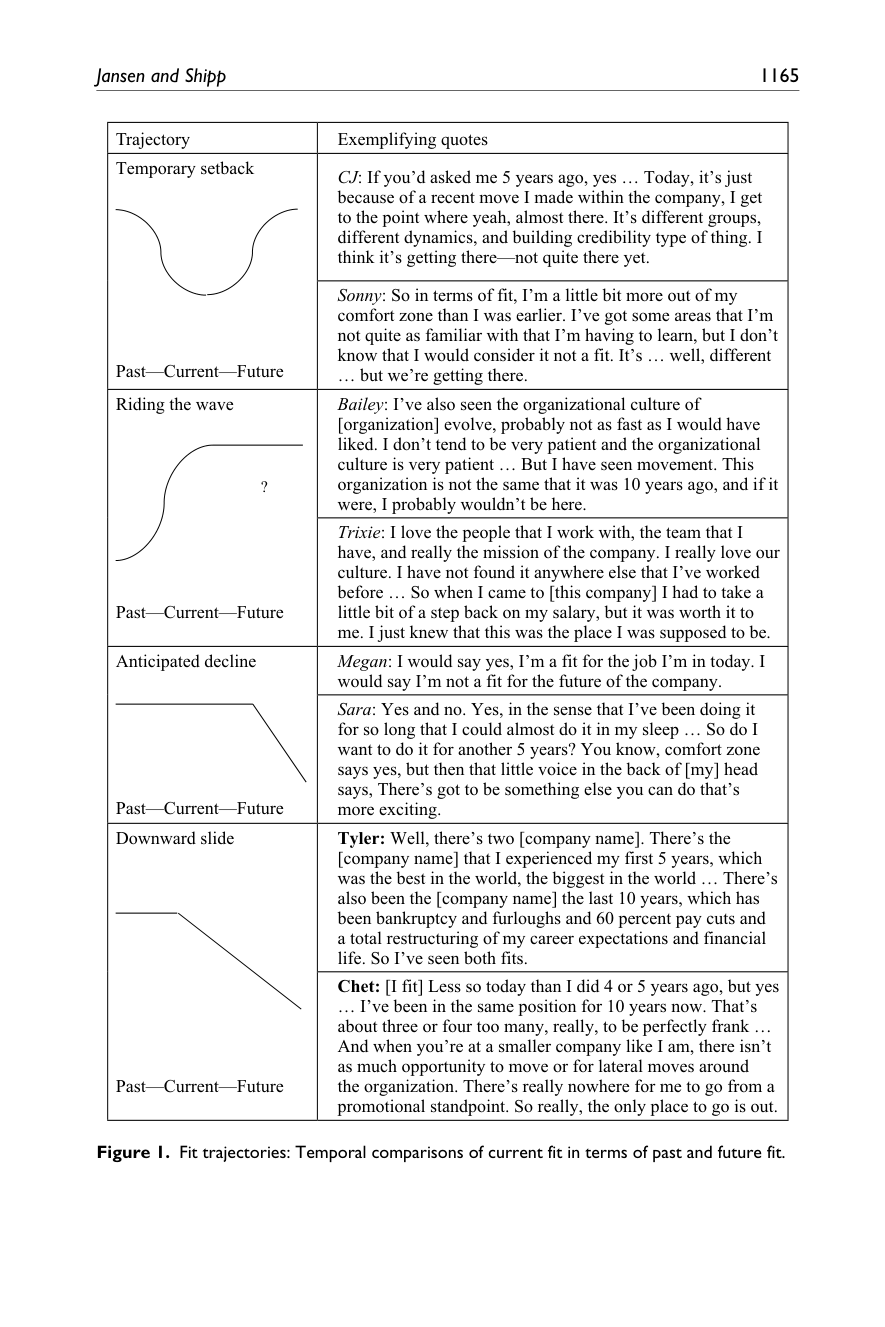 Jansen and Shipp 1165
Trajectory Exemplifying quotes
Temporary setback
CJ: If you’d asked me 5 years ago, yes … Today, it’s just
because of a recent move I made within the company, I get
to the point where yeah, almost there. It’s different groups,
different dynamics, and building credibility type of thing. I
think it’s getting there—not quite there yet.
Sonny: So in terms of fit, I’m a little bit more out of my
comfort zone than I was earlier. I’ve got some areas that I’m
not quite as familiar with that I’m having to learn, but I don’t
know that I would consider it not a fit. It’s … well, different
… but we’re getting there.
Past—Current—Future
Riding the wave
?
Bailey: I’ve also seen the organizational culture of
[organization] evolve, probably not as fast as I would have
liked. I don’t tend to be very patient and the organizational
culture is very patient … But I have seen movement. This
organization is not the same that it was 10 years ago, and if it
were, I probably wouldn’t be here.
Trixie: I love the people that I work with, the team that I
have, and really the mission of the company. I really love our
culture. I have not found it anywhere else that I’ve worked
before … So when I came to [this company] I had to take a
little bit of a step back on my salary, but it was worth it to
me. I just knew that this was the place I was supposed to be.
Past—Current—Future
Anticipated decline
Megan: I would say yes, I’m a fit for the job I’m in today. I
would say I’m not a fit for the future of the company.
Sara: Yes and no. Yes, in the sense that I’ve been doing it
for so long that I could almost do it in my sleep … So do I
want to do it for another 5 years? You know, comfort zone
says yes, but then that little voice in the back of [my] head
says, There’s got to be something else you can do that’s
more exciting.
Past—Current—Future
Downward slide
Tyler: Well, there’s two [company name]. There’s the
[company name] that I experienced my first 5 years, which
was the best in the world, the biggest in the world … There’s
also been the [company name] the last 10 years, which has
been bankruptcy and furloughs and 60 percent pay cuts and
a total restructuring of my career expectations and financial
life. So I’ve seen both fits.
Chet: [I fit] Less so today than I did 4 or 5 years ago, but yes
… I’ve been in the same position for 10 years now. That’s
about three or four too many, really, to be perfectly frank …
And when you’re at a smaller company like I am, there isn’t
as much opportunity to move or for lateral moves around
the organization. There’s really nowhere for me to go from a
promotional standpoint. So really, the only place to go is out.
Past—Current—Future
Figure 1. Fit trajectories: Temporal comparisons of current fit in terms of past and future fit.